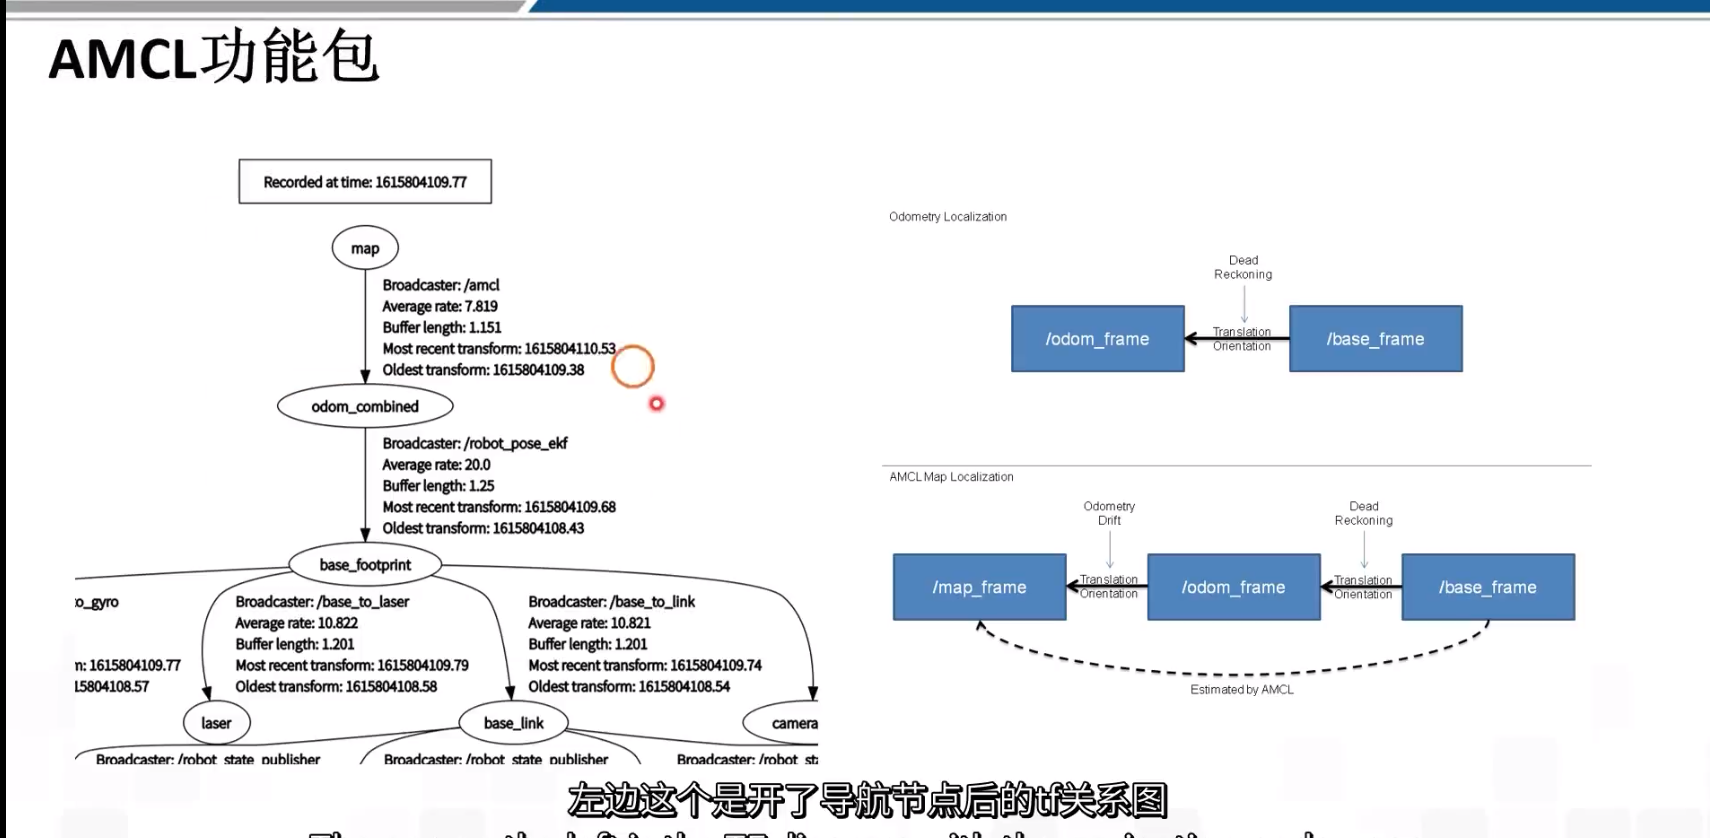 AMCL功能包
Recorded at time: 1615804109.77
map
Broadcaster: /amcl
Average rate: 7.819
Buffer length: 1.151
Most recent transform: 1615804110.53
Oldest transform: 1615804109.38
odom_combined
Broadcaster: /robot_pose_ekf
Average rate: 20.0
Buffer length: 1.25
Most recent transform: 1615804109.68
Oldest transform: 1615804108.43
base_footprint
o_gyro
: 1615804109.77
15804108.57
Broadcaster: /base_to_laser
Average rate: 10.822
Buffer length: 1.201
Most recent transform: 1615804109.79
Oldest transform: 1615804108.58
Broadcaster: /base_to_link
Average rate: 10.821
Buffer length: 1.201
Most recent transform: 1615804109.74
Oldest transform: 1615804108.54
laser
base_link
camera
Broadcaster: /robot_state_publisher
Broadcaster: /robot_state_publisher
Broadcaster: /robot_sta
Odometry Localization
Dead
Reckoning
/odom_frame
Translation
Orientation
/base_frame
AMCL Map Localization
Odometry
Drift
Dead
Reckoning
/map_frame
Translation
Orientation
/odom_frame
Translation
Orientation
/base_frame
Estimated by AMCL
左边这个是开了导航节点后的tf关系图